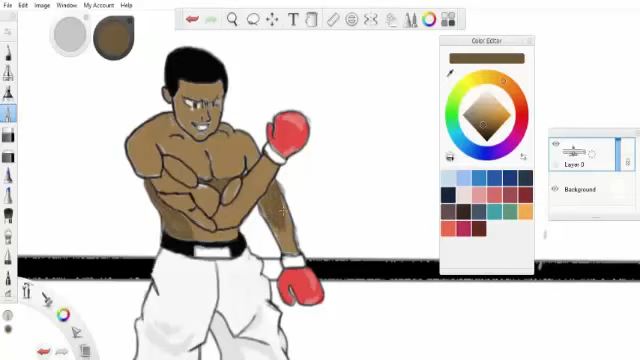 File Edit Image Window My Account Help
T
Color Editor
Layer 0
Background